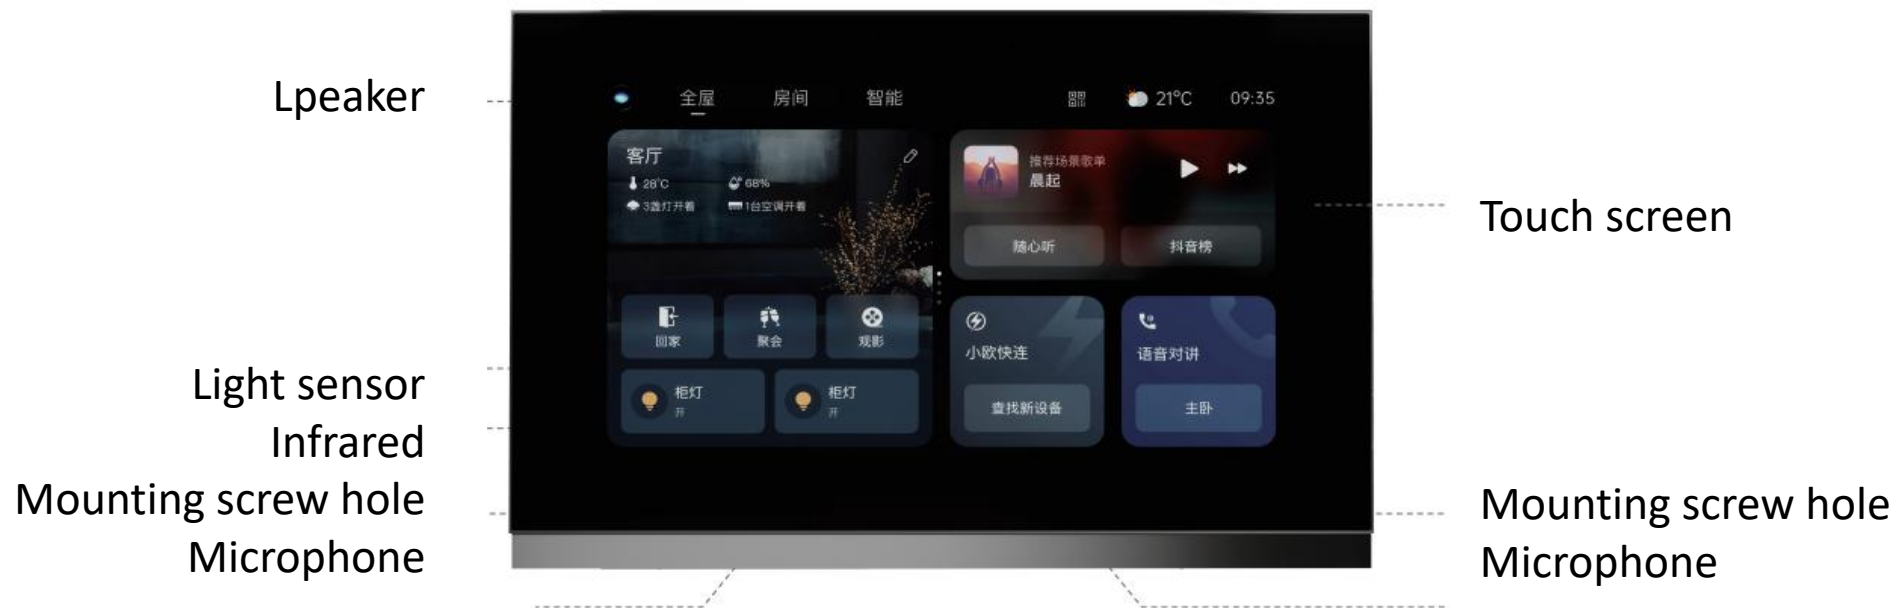 Lpeaker
Light sensor
Infrared
Mounting screw hole
Microphone
全屋 房间 智能 21°C 09:35
客厅
28°C 68%
3盏灯开着 1台空调开着
回家 聚会 观影
柜灯
开
柜灯
开
推荐场景歌单
晨起
随心听 抖音榜
小欧快连
查找新设备
语音对讲
主卧
Touch screen
Mounting screw hole
Microphone